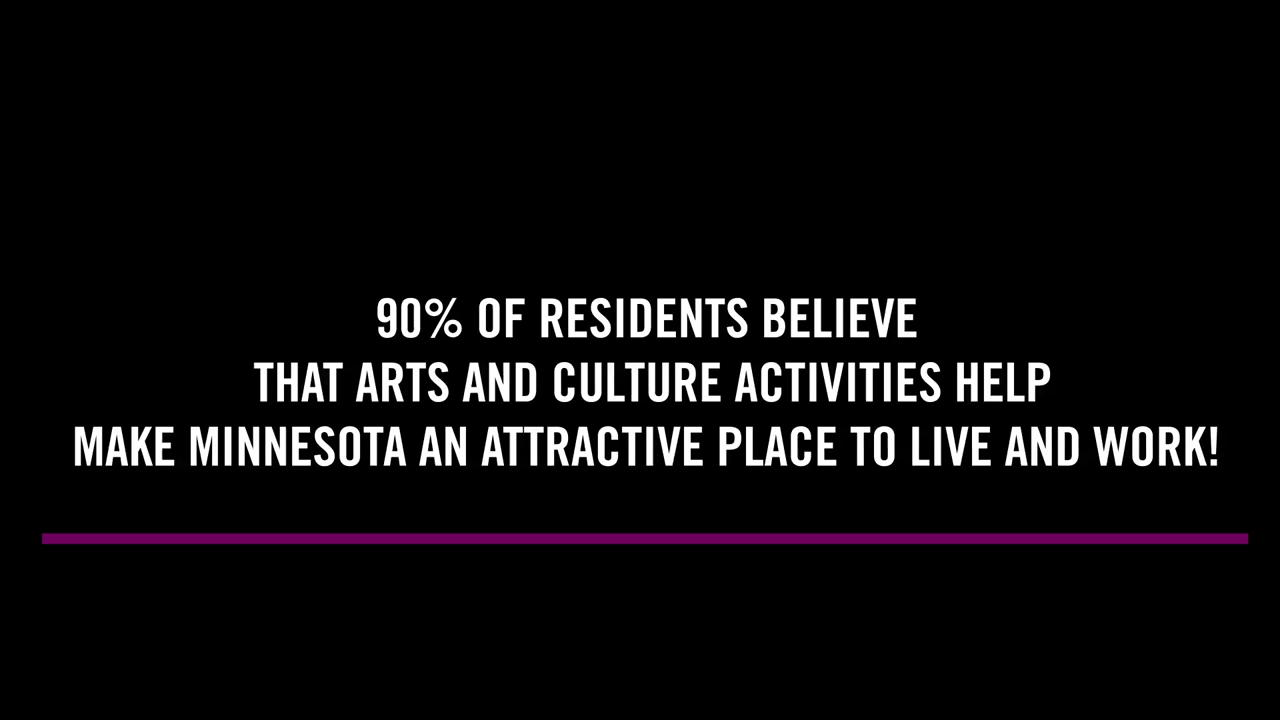 90% OF RESIDENTS BELIEVE
THAT ARTS AND CULTURE ACTIVITIES HELP
MAKE MINNESOTA AN ATTRACTIVE PLACE TO LIVE AND WORK!